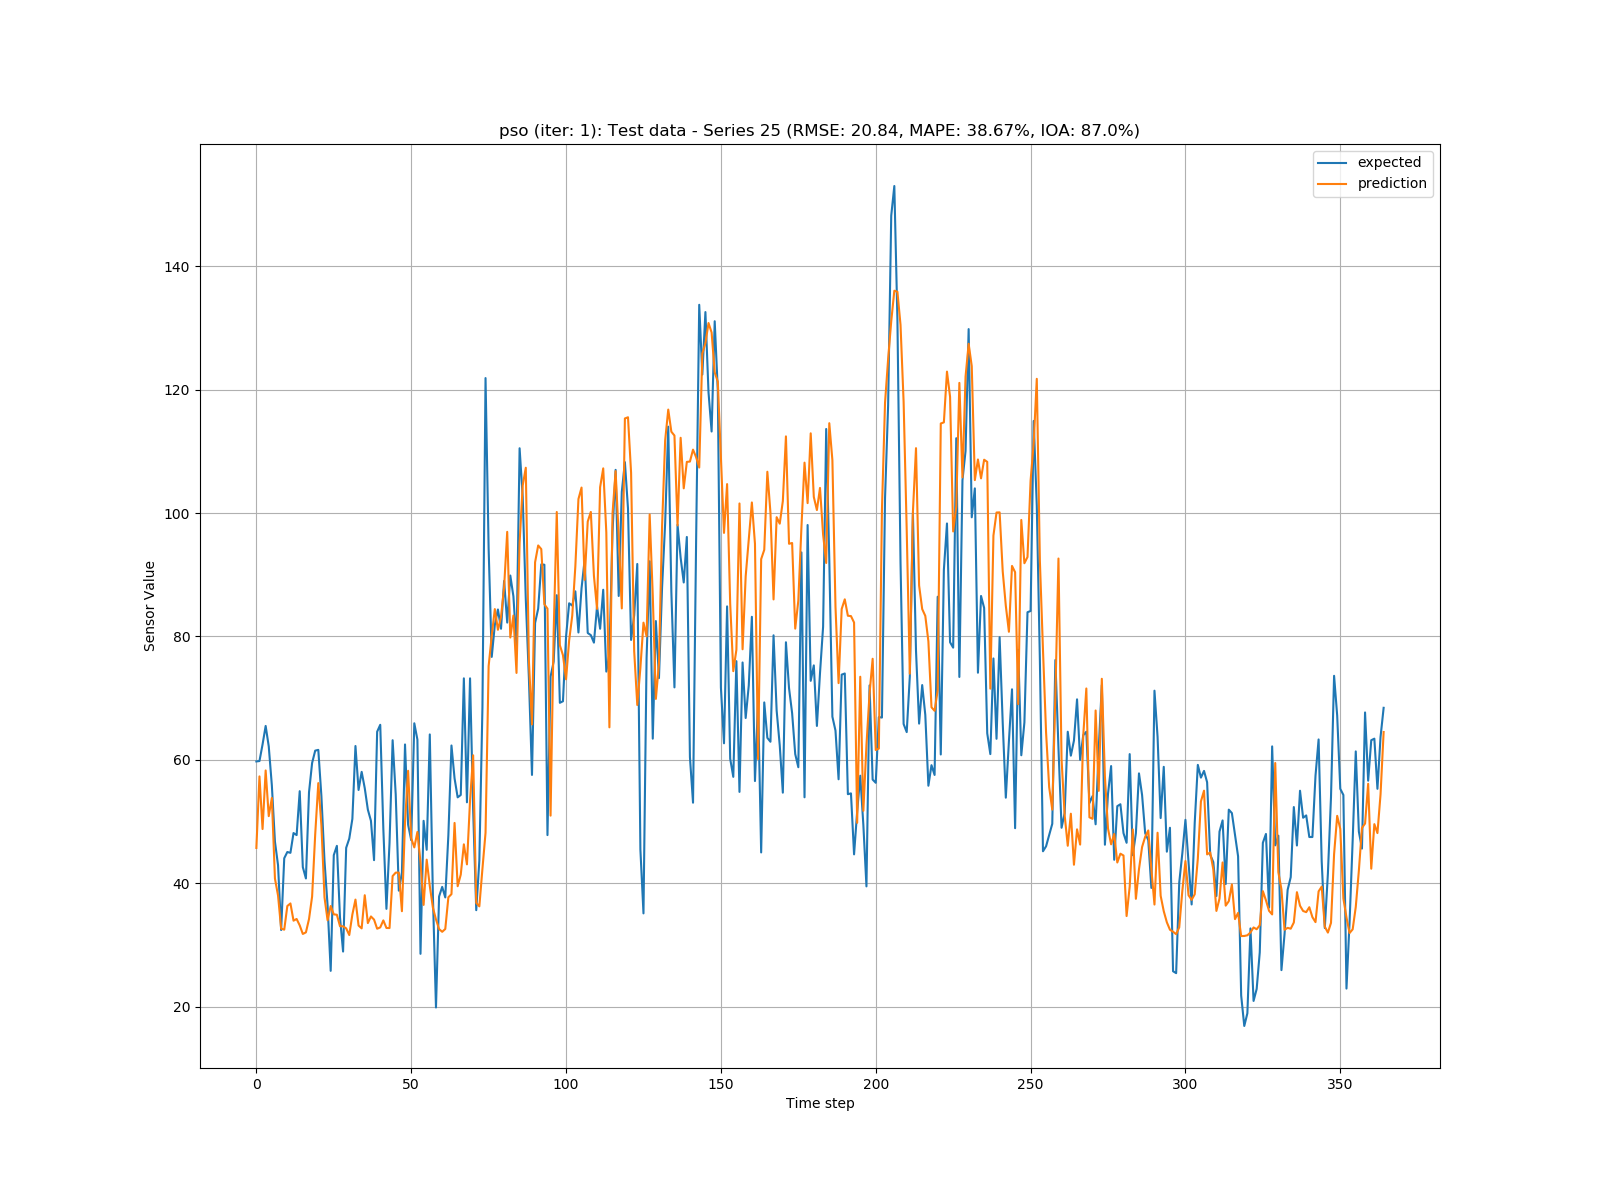 pso (iter: 1): Test data - Series 25 (RMSE: 20.84, MAPE: 38.67%, IOA: 87.0%)
expected
prediction
140
120
100
80
60
40
20
Sensor Value
0 50 100 150 200 250 300 350
Time step